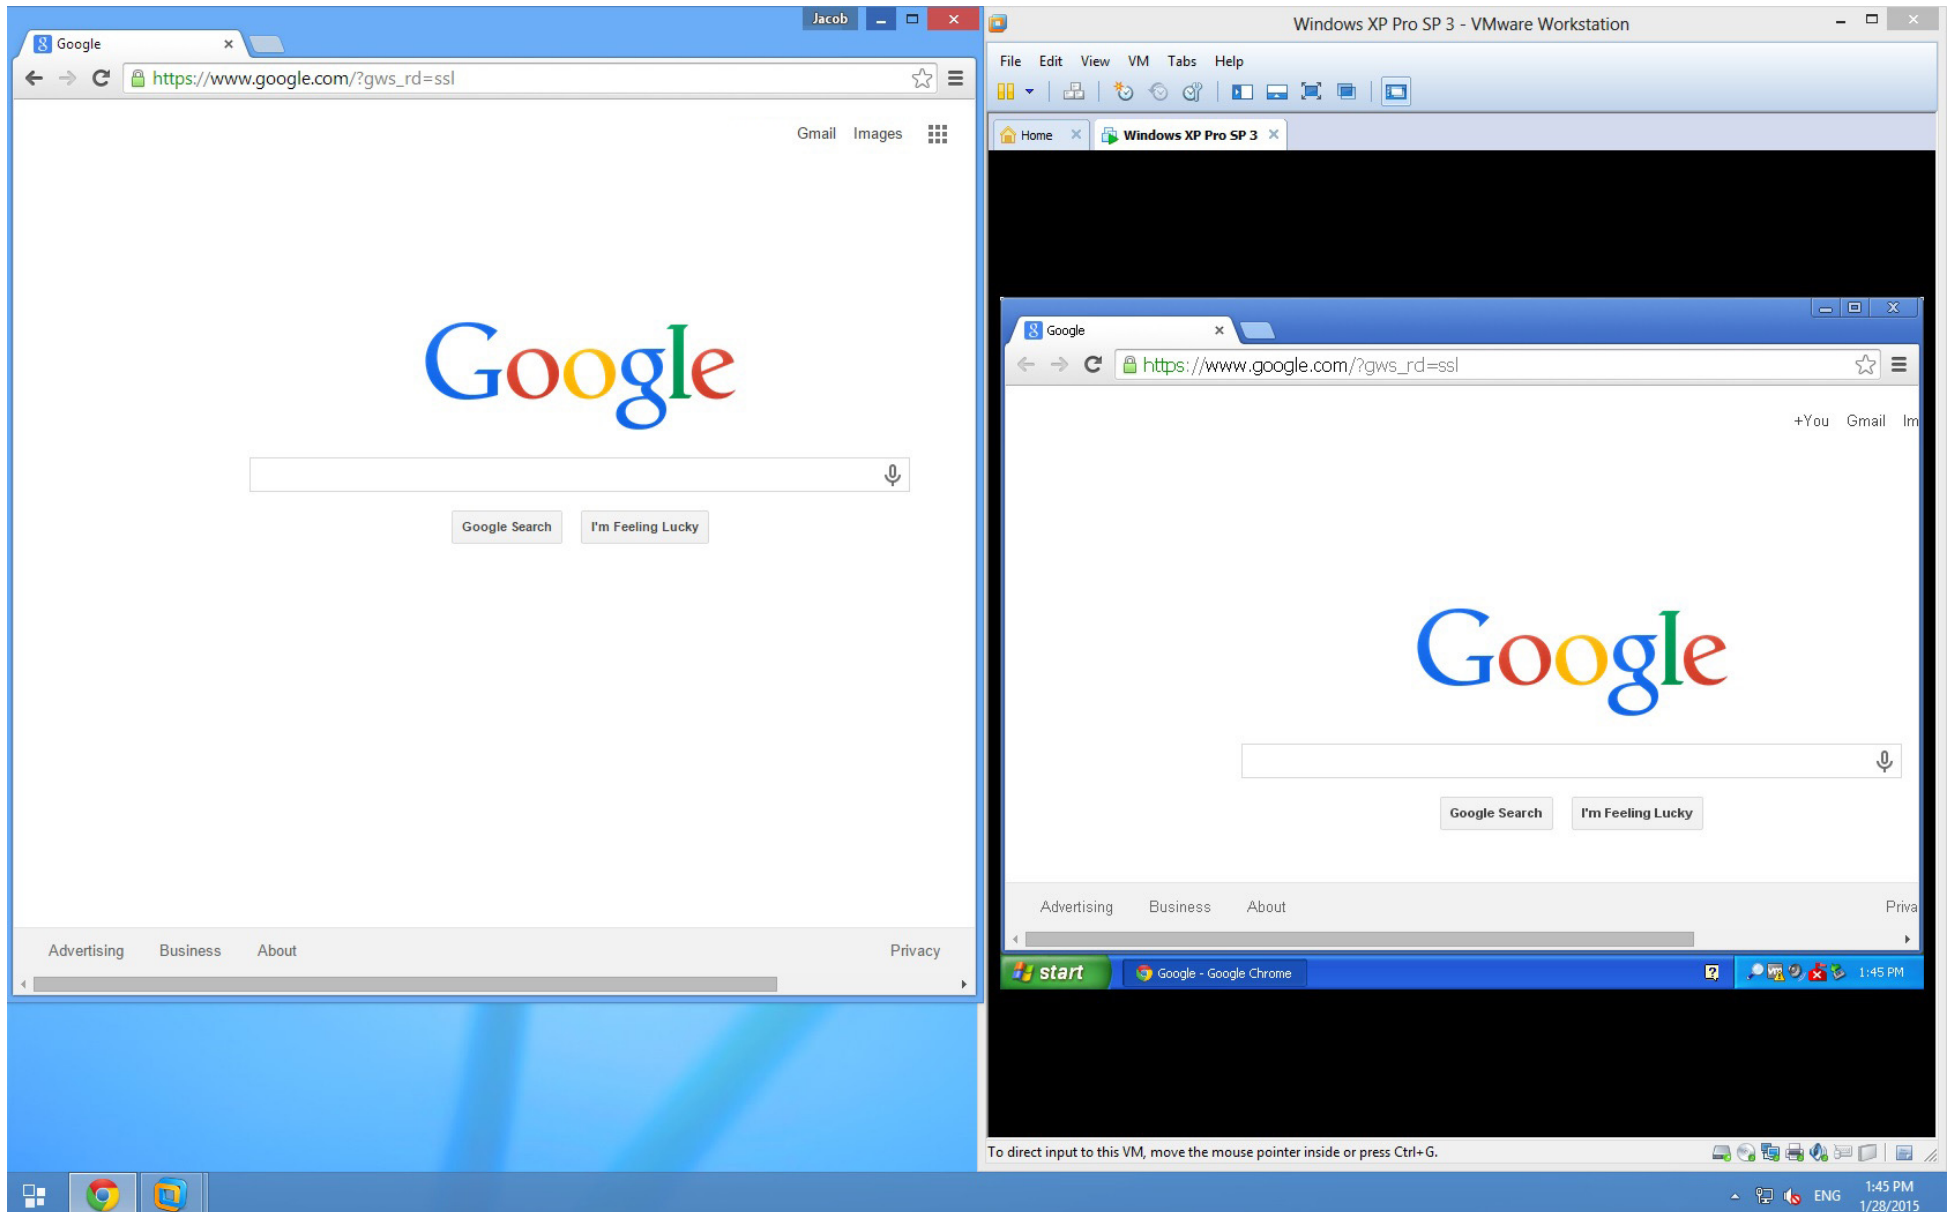 Jacob
Google
https://www.google.com/?gws_rd=ssl
Gmail Images
Google
Google Search I'm Feeling Lucky
Advertising Business About Privacy
Windows XP Pro SP 3 - VMware Workstation
File Edit View VM Tabs Help
Home Windows XP Pro SP 3
Google
https://www.google.com/?gws_rd=ssl
+You Gmail Im
Google
Google Search I'm Feeling Lucky
Advertising Business About Priva
start Google - Google Chrome 1:45 PM
To direct input to this VM, move the mouse pointer inside or press Ctrl+G.
ENG 1:45 PM
1/28/2015